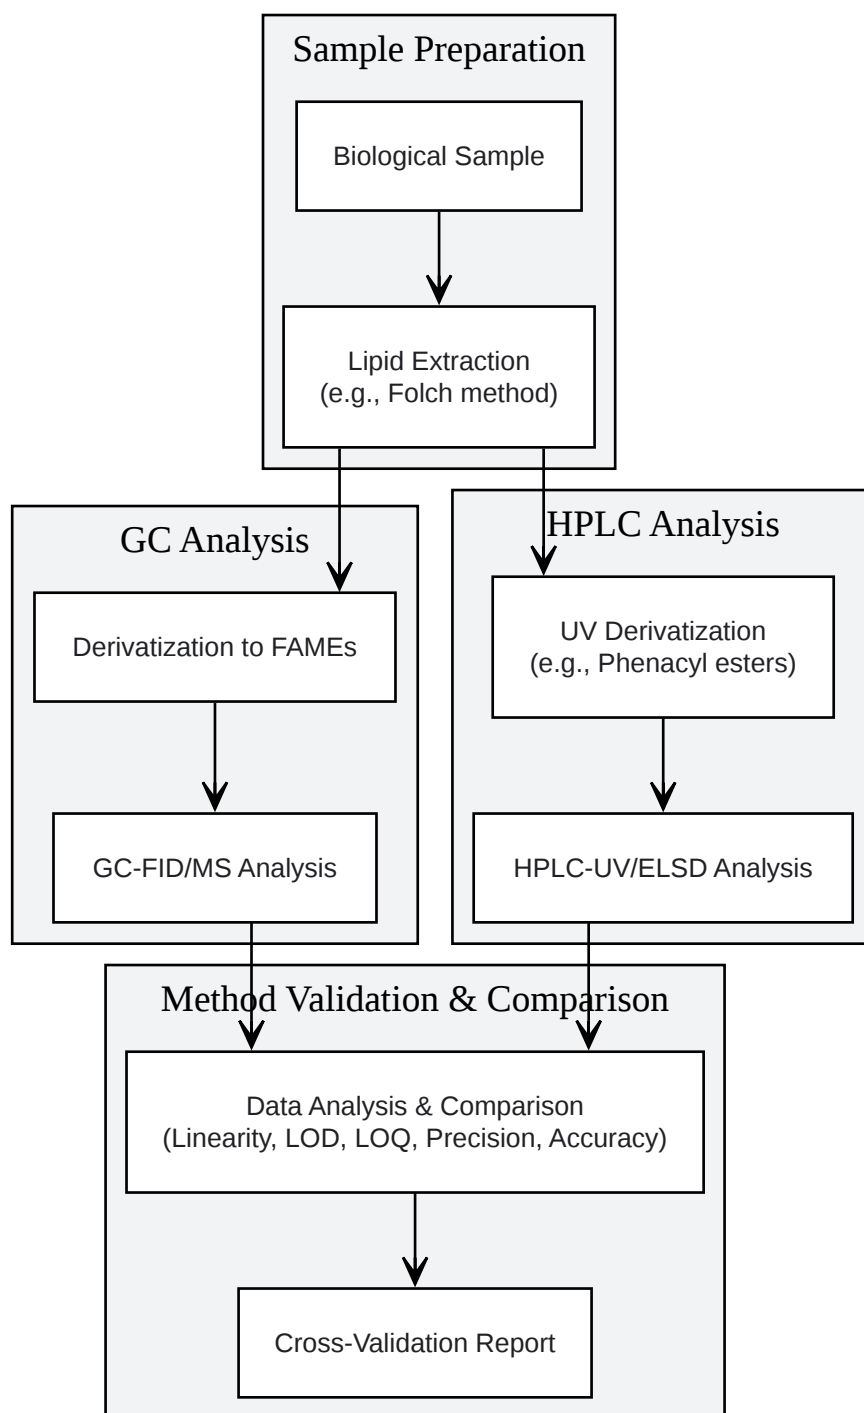 Sample Preparation
Biological Sample
Lipid Extraction
(e.g., Folch method)
GC Analysis
Derivatization to FAMEs
GC-FID/MS Analysis
HPLC Analysis
UV Derivatization
(e.g., Phenacyl esters)
HPLC-UV/ELSD Analysis
Method Validation & Comparison
Data Analysis & Comparison
(Linearity, LOD, LOQ, Precision, Accuracy)
Cross-Validation Report